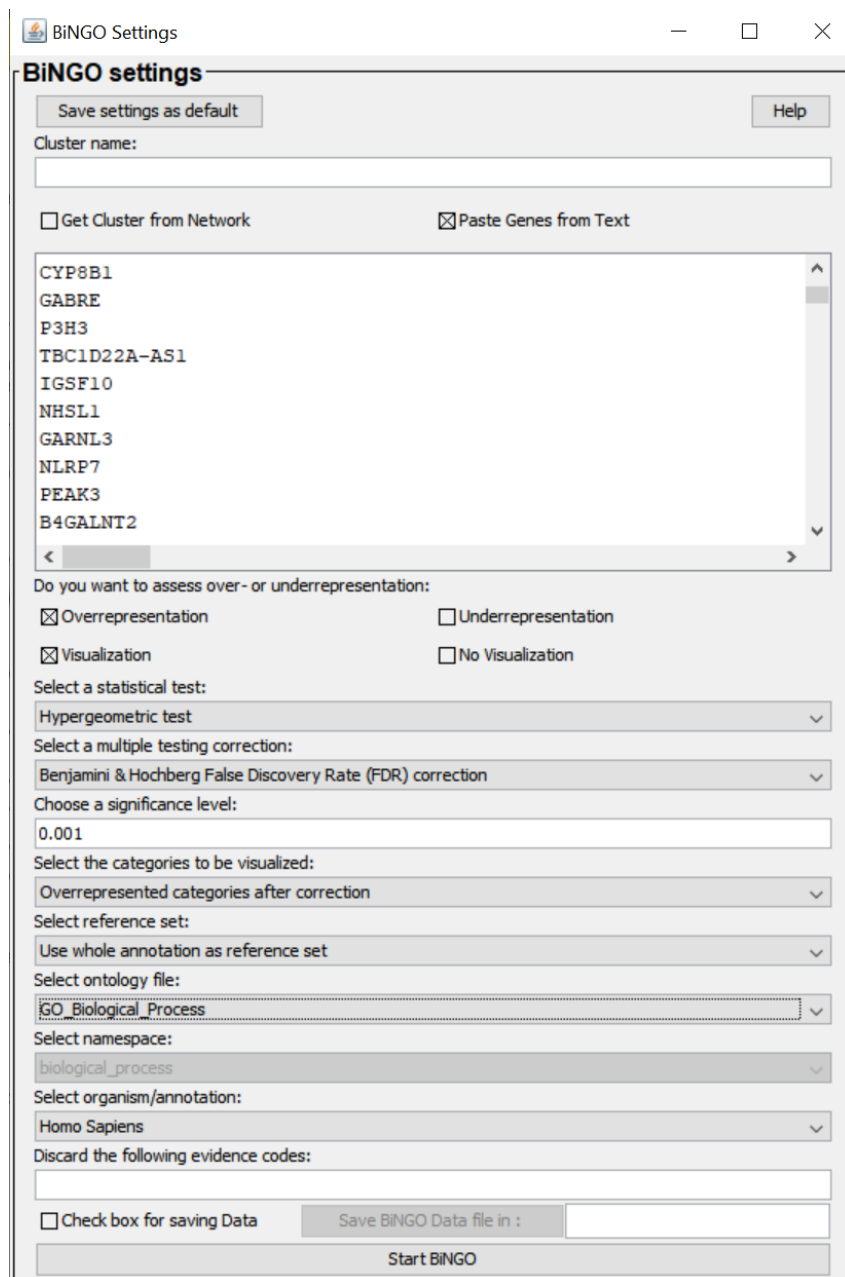 BiNGO Settings
BiNGO settings
Save settings as default
Help
Cluster name:
Get Cluster from Network
Paste Genes from Text
CYP8B1
GABRE
P3H3
TBC1D22A-AS1
IGSF10
NHSL1
GARNL3
NLRP7
PEAK3
B4GALNT2
Do you want to assess over- or underrepresentation:
Overrepresentation
Underrepresentation
Visualization
No Visualization
Select a statistical test:
Hypergeometric test
Select a multiple testing correction:
Benjamini & Hochberg False Discovery Rate (FDR) correction
Choose a significance level:
0.001
Select the categories to be visualized:
Overrepresented categories after correction
Select reference set:
Use whole annotation as reference set
Select ontology file:
GO_Biological_Process
Select namespace:
biological_process
Select organism/annotation:
Homo Sapiens
Discard the following evidence codes:
Check box for saving Data
Save BiNGO Data file in :
Start BiNGO